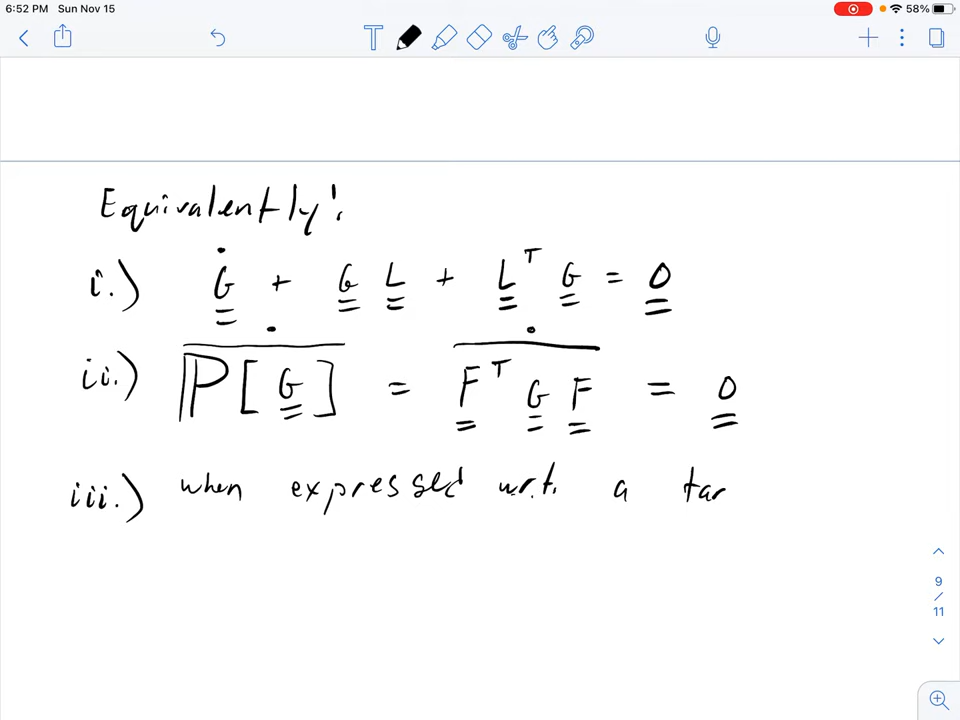 6:52 PM Sun Nov 15
58%
T
Equivalently:
i.) Ġ + G L + Lᵀ G = 0
ii.) ℙ[G] = Fᵀ G F = 0
iii.) when expressed w.r.t. a tar
9
/
11